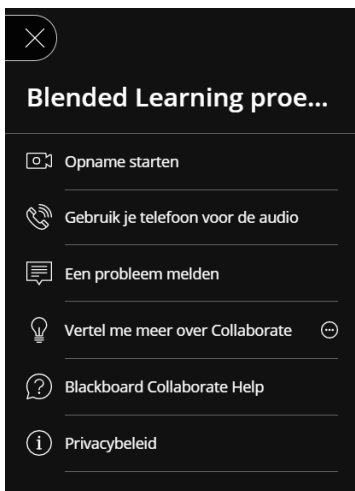 Blended Learning proe...
Opname starten
Gebruik je telefoon voor de audio
Een probleem melden
Vertel me meer over Collaborate
Blackboard Collaborate Help
Privacybeleid